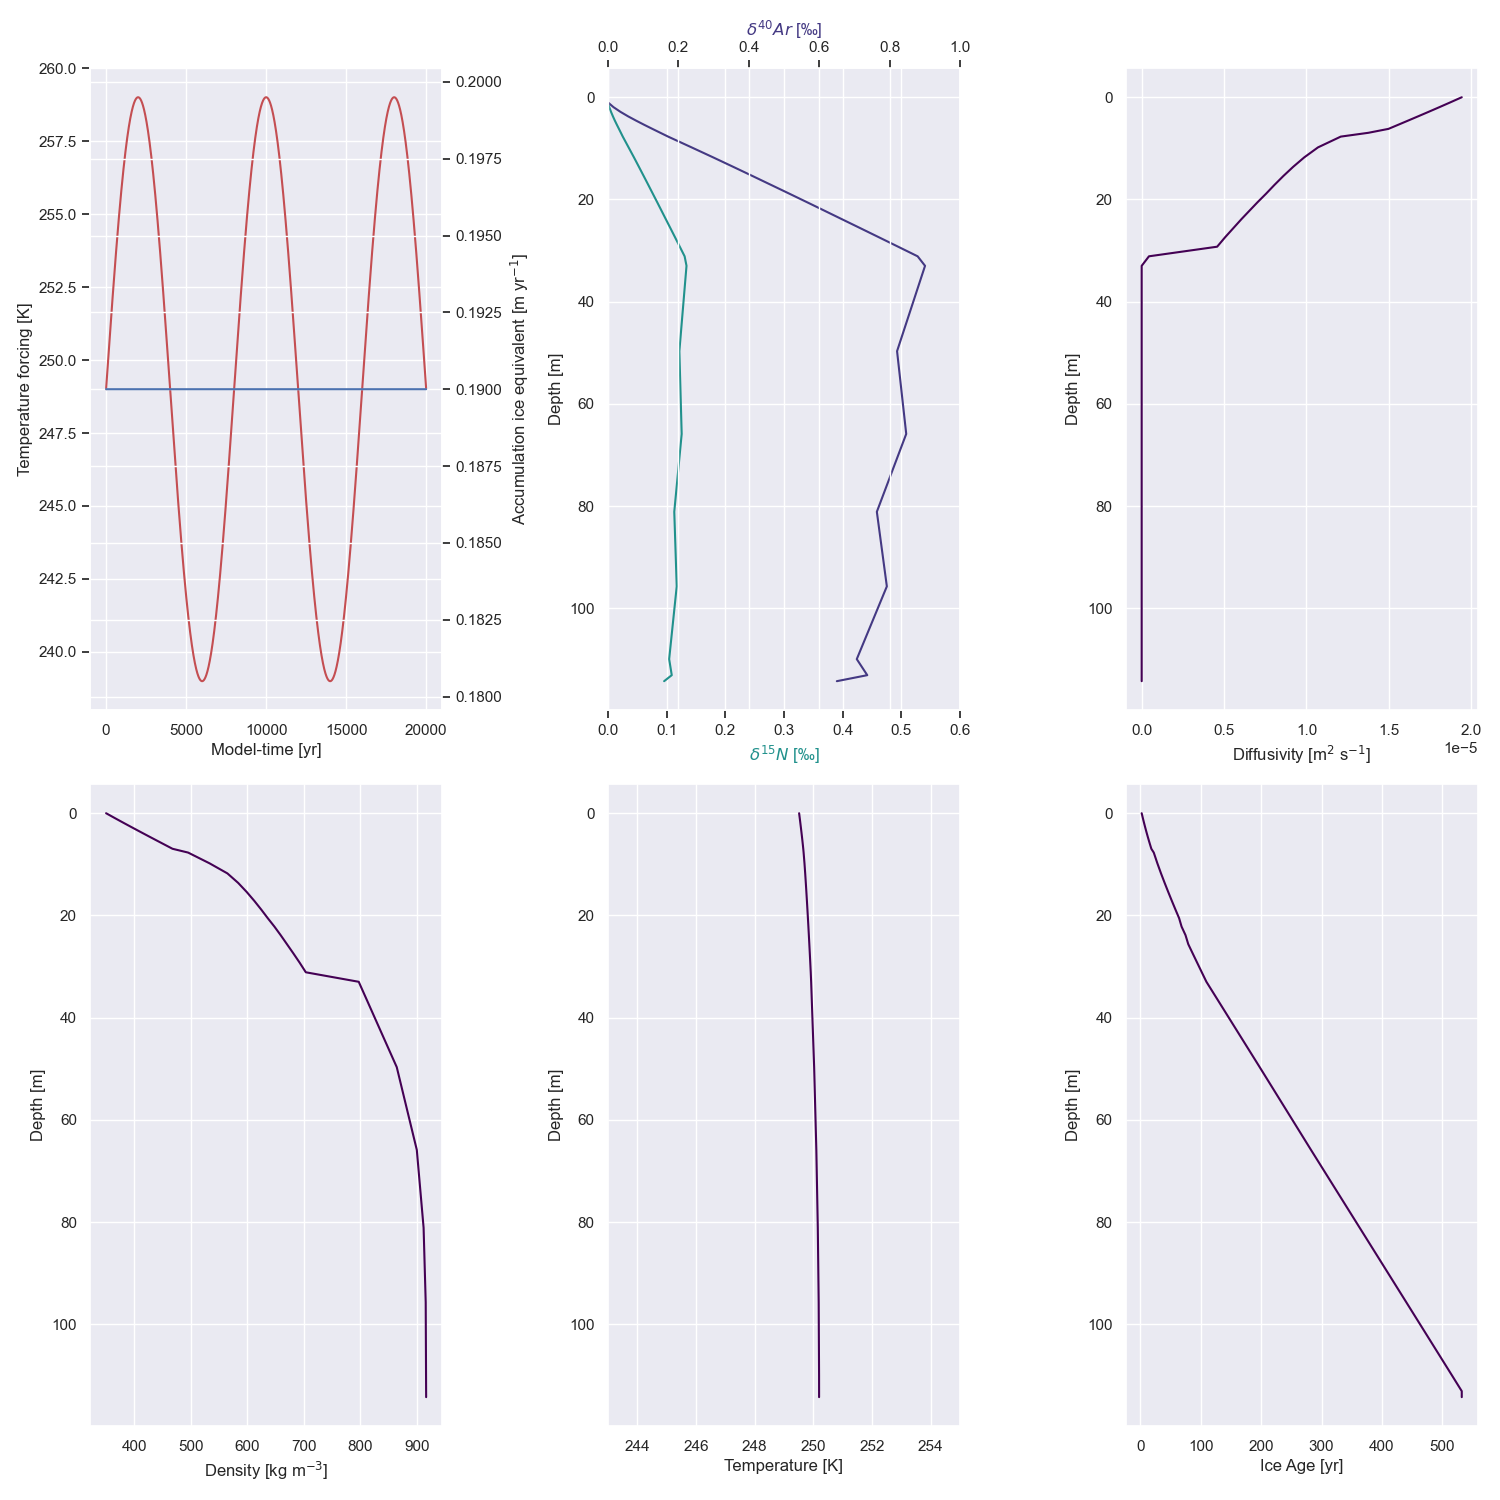 260.0
257.5
255.0
252.5
250.0
247.5
245.0
242.5
240.0
Temperature forcing [K]
0 5000 10000 15000 20000
Model-time [yr]
0.2000
0.1975
0.1950
0.1925
0.1900
0.1875
0.1850
0.1825
0.1800
Accumulation ice equivalent [m yr⁻¹]
δ⁴⁰Ar [‰]
0.0 0.2 0.4 0.6 0.8 1.0
0
20
40
60
80
100
Depth [m]
0.0 0.1 0.2 0.3 0.4 0.5 0.6
δ¹⁵N [‰]
0
20
40
60
80
100
Depth [m]
0.0 0.5 1.0 1.5 2.0
1e−5
Diffusivity [m² s⁻¹]
0
20
40
60
80
100
Depth [m]
400 500 600 700 800 900
Density [kg m⁻³]
0
20
40
60
80
100
Depth [m]
244 246 248 250 252 254
Temperature [K]
0
20
40
60
80
100
Depth [m]
0 100 200 300 400 500
Ice Age [yr]